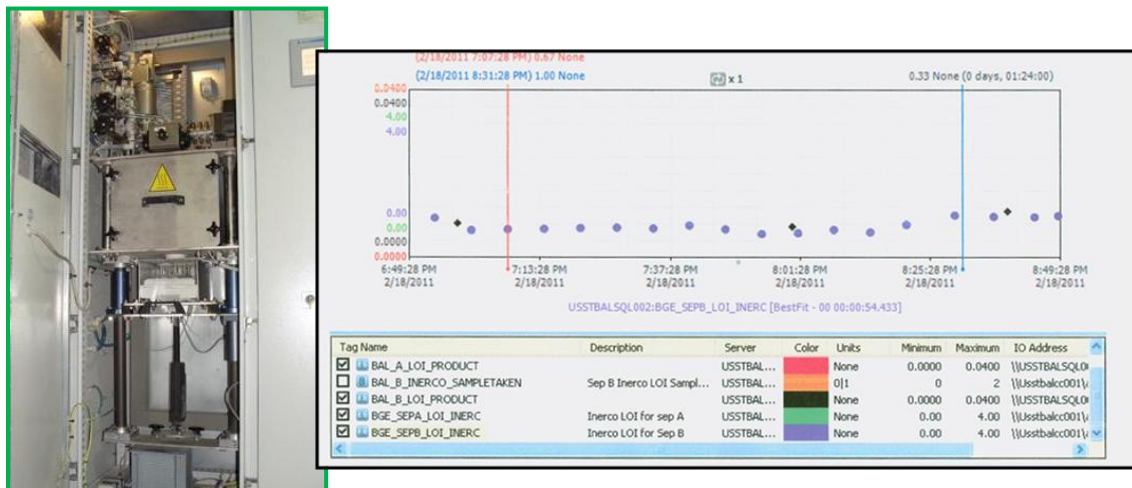 (2/18/2011 7:07:28 PM) 0.67 None
(2/18/2011 8:31:28 PM) 1.00 None
x 1
0.33 None (0 days, 01:24:00)
0.0400
0.0400
4.00
4.00
0.00
0.00
0.0000
0.0000
6:49:28 PM 7:13:28 PM 7:37:28 PM 8:01:28 PM 8:25:28 PM 8:49:28 PM
2/18/2011 2/18/2011 2/18/2011 2/18/2011 2/18/2011 2/18/2011
USSTBALSQL002:BGE_SEPB_LOI_INERC [BestFit - 00 00:00:54.433]
Tag Name Description Server Color Units Minimum Maximum IO Address
BAL_A_LOI_PRODUCT USSTBAL... None 0.0000 0.0400 \\USSTBALSQL0
BAL_B_INERCO_SAMPLETAKEN Sep B Inerco LOI Sampl... USSTBAL... 0|1 0 2 \\Usstbalcc001\
BAL_B_LOI_PRODUCT USSTBAL... None 0.0000 0.0400 \\USSTBALSQL0
BGE_SEPA_LOI_INERC Inerco LOI for sep A USSTBAL... None 0.00 4.00 \\Usstbalcc001\
BGE_SEPB_LOI_INERC Inerco LOI for Sep B USSTBAL... None 0.00 4.00 \\Usstbalcc001\